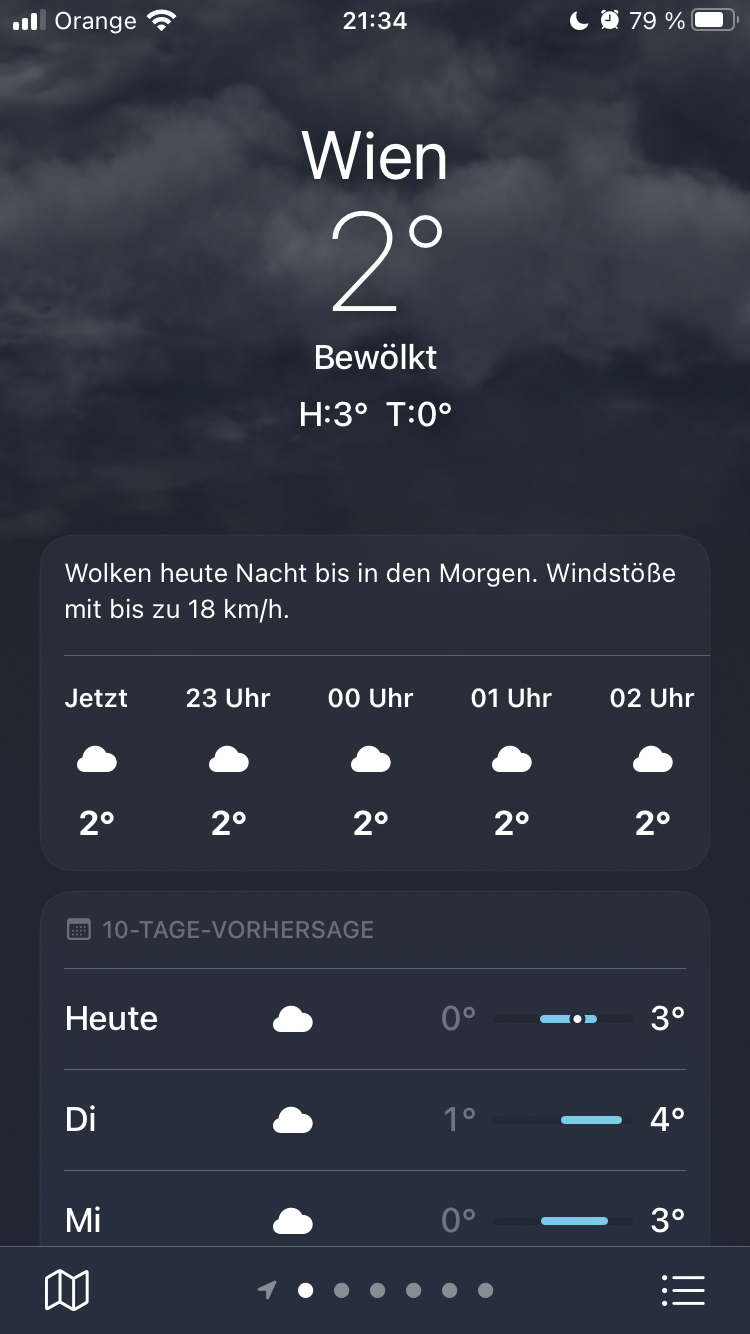 Orange 21:34 79 %
Wien
2°
Bewölkt
H:3° T:0°
Wolken heute Nacht bis in den Morgen. Windstöße
mit bis zu 18 km/h.
Jetzt 23 Uhr 00 Uhr 01 Uhr 02 Uhr
2° 2° 2° 2° 2°
10-TAGE-VORHERSAGE
Heute 0° 3°
Di 1° 4°
Mi 0° 3°